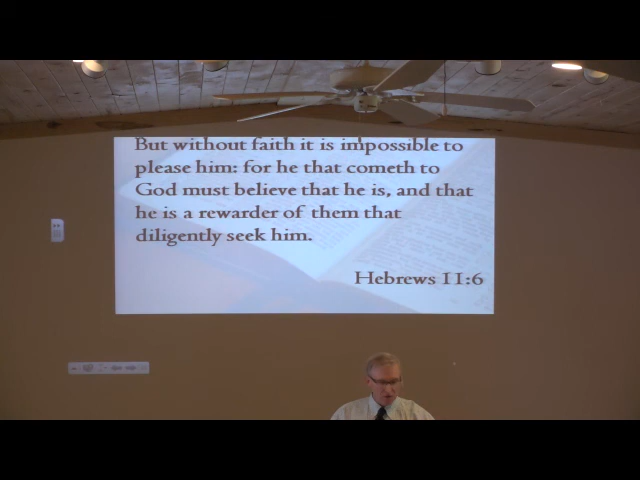 But without faith it is impossible to
please him: for he that cometh to
God must believe that he is, and that
he is a rewarder of them that
diligently seek him.
Hebrews 11:6